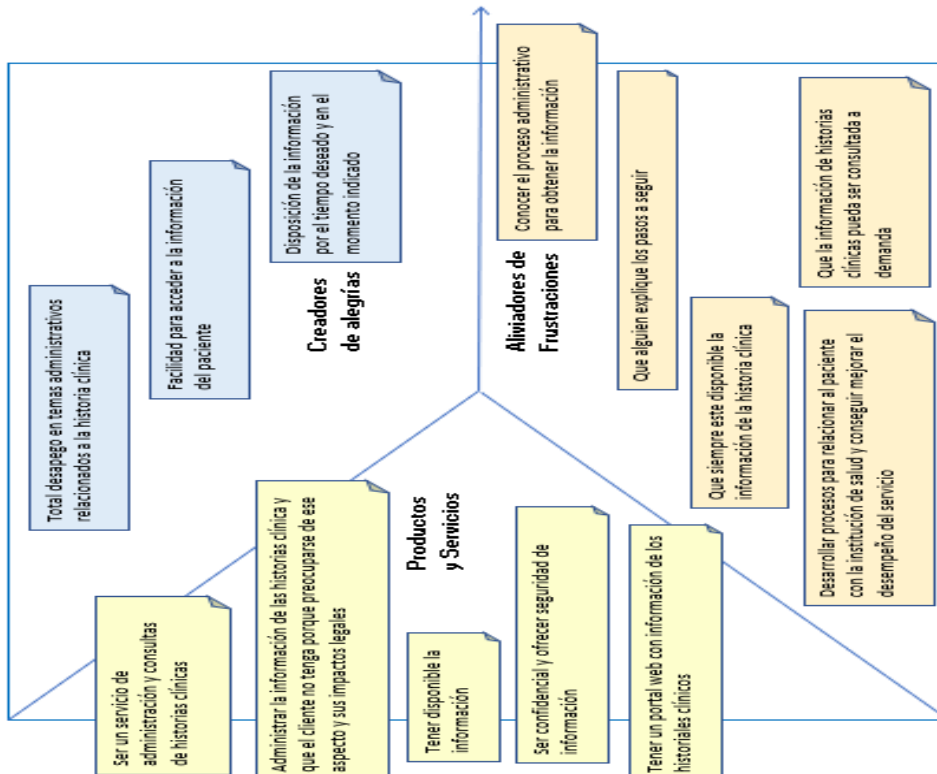 Ser un servicio de
administración y consultas
de historias clínicas
Administrar la información de las historias clínica y
que el cliente no tenga porque preocuparse de ese
aspecto y sus impactos legales
Productos
y Servicios
Tener disponible la
información
Ser confidencial y ofrecer seguridad de
información
Tener un portal web con información de los
historiales clínicos
Total desapego en temas administrativos
relacionados a la historia clínica
Facilidad para acceder a la información
del paciente
Disposición de la información
por el tiempo deseado y en el
momento indicado
Creadores
de alegrías
Aliviadores de
Frustraciones
Conocer el proceso administrativo
para obtener la información
Que alguien explique los pasos a seguir
Que siempre este disponible la
información de la historia clínica
Que la información de historias
clínicas pueda ser consultada a
demanda
Desarrollar procesos para relacionar al paciente
con la institución de salud y conseguir mejorar el
desempeño del servicio